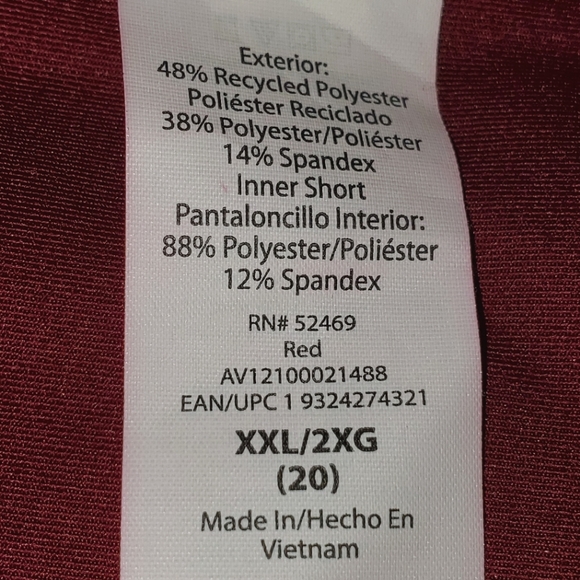 Exterior:
48% Recycled Polyester
Poliéster Reciclado
38% Polyester/Poliéster
14% Spandex
Inner Short
Pantaloncillo Interior:
88% Polyester/Poliéster
12% Spandex
RN# 52469
Red
AV12100021488
EAN/UPC 1 9324274321
XXL/2XG
(20)
Made In/Hecho En
Vietnam